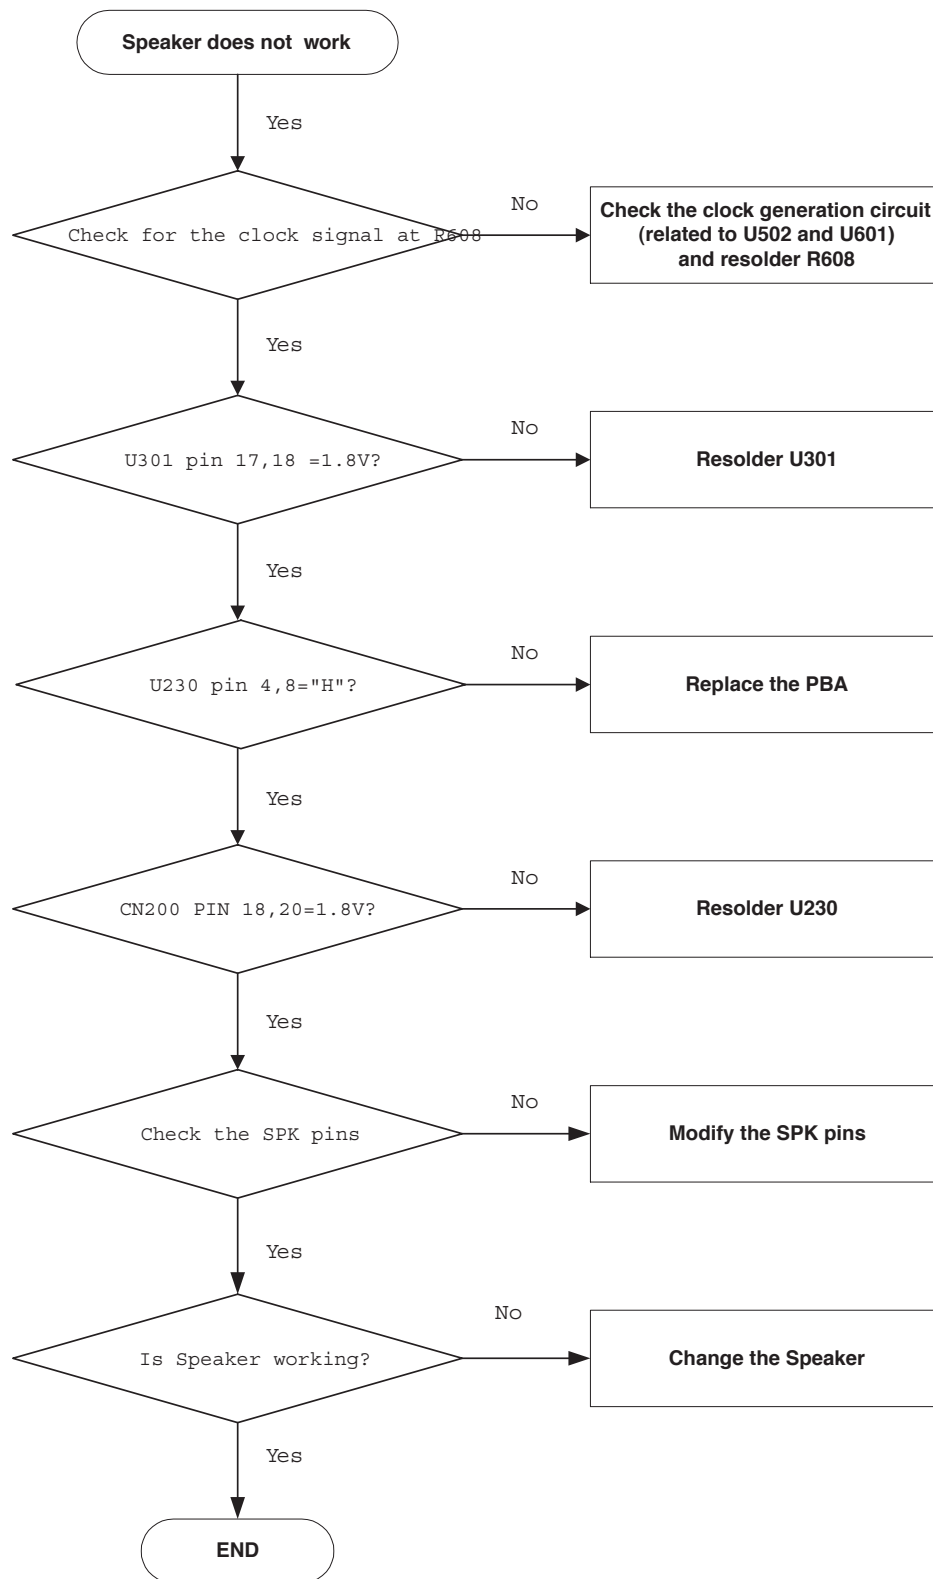 Speaker does not work
Yes
Check for the clock signal at R608
No
Check the clock generation circuit
(related to U502 and U601)
and resolder R608
Yes
U301 pin 17,18 =1.8V?
No
Resolder U301
Yes
U230 pin 4,8="H"?
No
Replace the PBA
Yes
CN200 PIN 18,20=1.8V?
No
Resolder U230
Yes
Check the SPK pins
No
Modify the SPK pins
Yes
Is Speaker working?
No
Change the Speaker
Yes
END